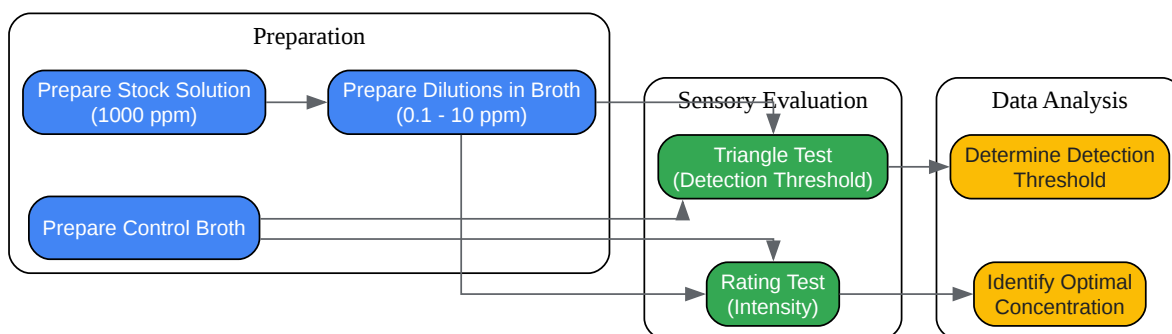 Preparation
Prepare Stock Solution
(1000 ppm)
Prepare Dilutions in Broth
(0.1 - 10 ppm)
Prepare Control Broth
Sensory Evaluation
Triangle Test
(Detection Threshold)
Rating Test
(Intensity)
Data Analysis
Determine Detection
Threshold
Identify Optimal
Concentration